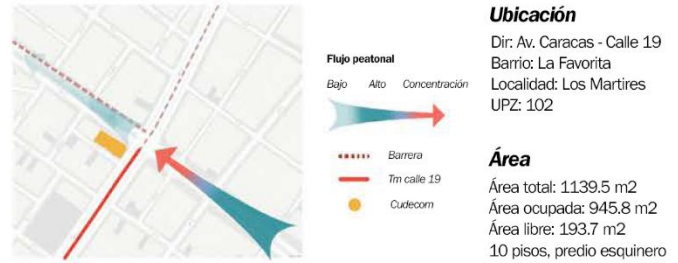 Flujo peatonal
Bajo Alto Concentración
Barrera
Tm calle 19
Cudecom
Ubicación
Dir: Av. Caracas - Calle 19
Barrio: La Favorita
Localidad: Los Martires
UPZ: 102
Área
Área total: 1139.5 m2
Área ocupada: 945.8 m2
Área libre: 193.7 m2
10 pisos, predio esquinero